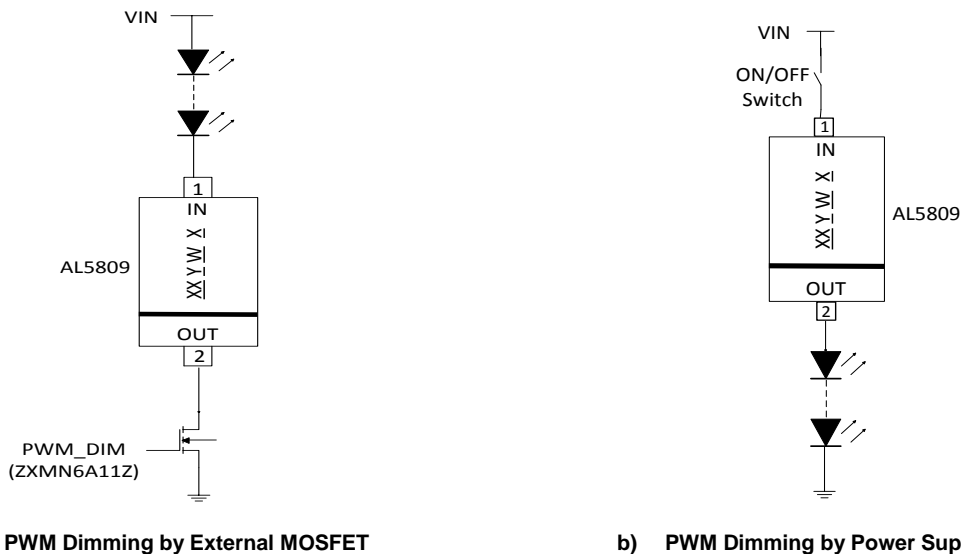 VIN
1
IN
XX Y W X
AL5809
OUT
2
PWM_DIM
(ZXMN6A11Z)
PWM Dimming by External MOSFET
VIN
ON/OFF
Switch
1
IN
XX Y W X
AL5809
OUT
2
b) PWM Dimming by Power Sup